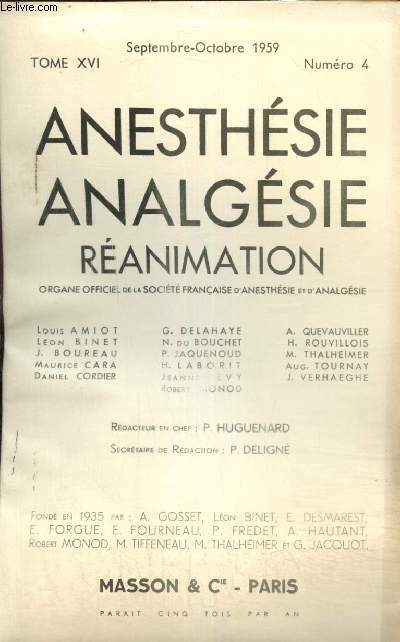 Le-livre.fr
Septembre-Octobre 1959
TOME XVI Numéro 4
ANESTHÉSIE
ANALGÉSIE
RÉANIMATION
ORGANE OFFICIEL DE LA SOCIÉTÉ FRANÇAISE D'ANESTHÉSIE ET D'ANALGÉSIE
LOUIS AMIOT
LÉON BINET
J. BOUREAU
MAURICE CARA
DANIEL CORDIER
G. DELAHAYE
N. DU BOUCHET
P. JAQUENOUD
H. LABORIT
JEANNE LÉVY
ROBERT MONOD
A. QUEVAUVILLER
H. ROUVILLOIS
M. THALHEIMER
AUG. TOURNAY
J. VERHAEGHE
RÉDACTEUR EN CHEF : P. HUGUENARD
SECRÉTAIRE DE RÉDACTION : P. DELIGNÉ
FONDÉ EN 1935 PAR : A. GOSSET, LÉON BINET, E. DESMAREST,
E. FORGUE, E. FOURNEAU, P. FREDET, A. HAUTANT,
ROBERT MONOD, M. TIFFENEAU, M. THALHEIMER ET G. JACQUOT,
MASSON & CIE - PARIS
PARAIT CINQ FOIS PAR AN